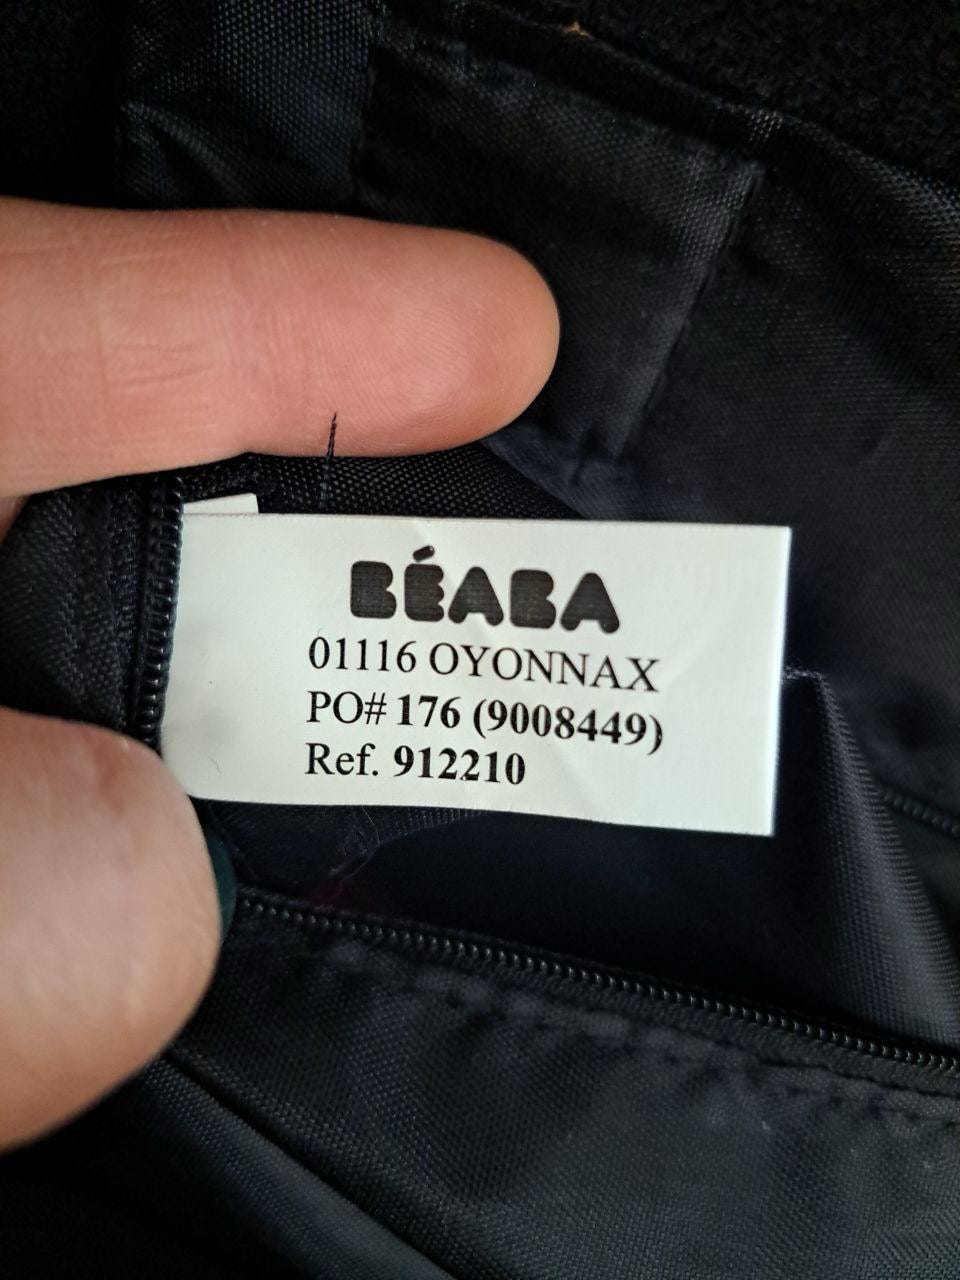 BÉABA
01116 OYONNAX
PO# 176 (9008449)
Ref. 912210